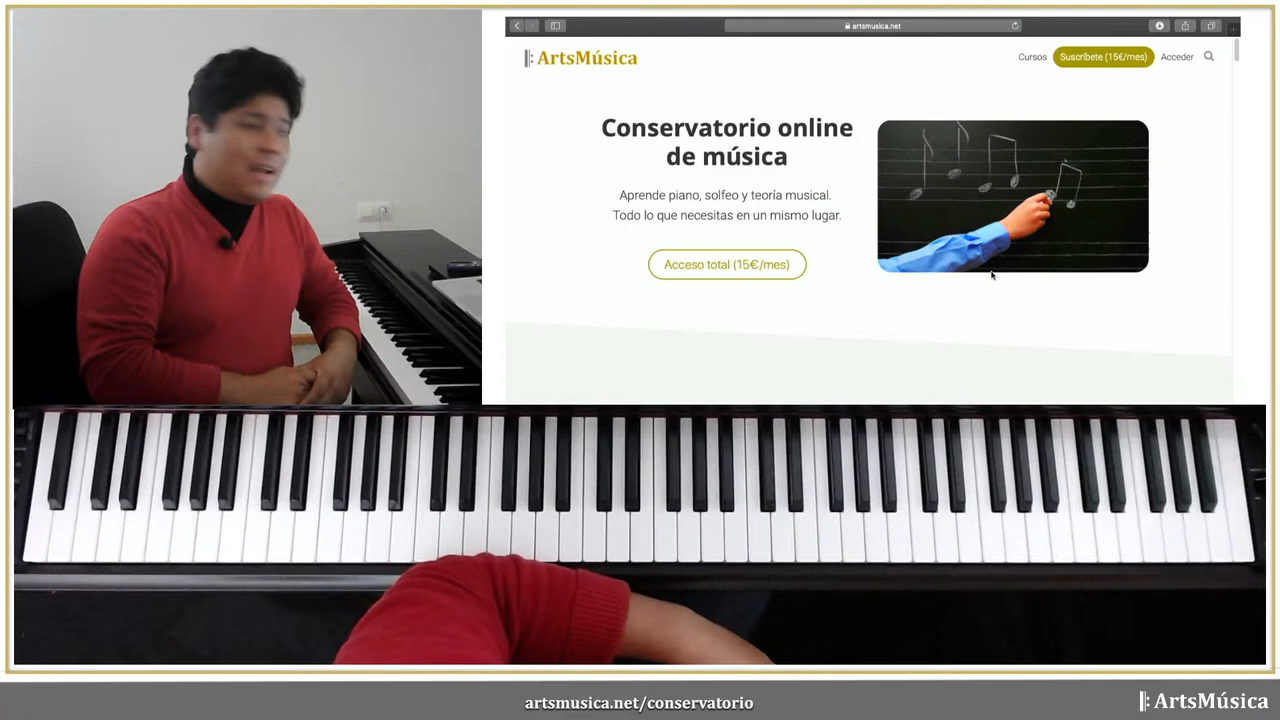 artsmusica.net
ArtsMúsica
Cursos
Suscríbete (15€/mes)
Acceder
Conservatorio online
de música
Aprende piano, solfeo y teoría musical.
Todo lo que necesitas en un mismo lugar.
Acceso total (15€/mes)
artsmusica.net/conservatorio
ArtsMúsica